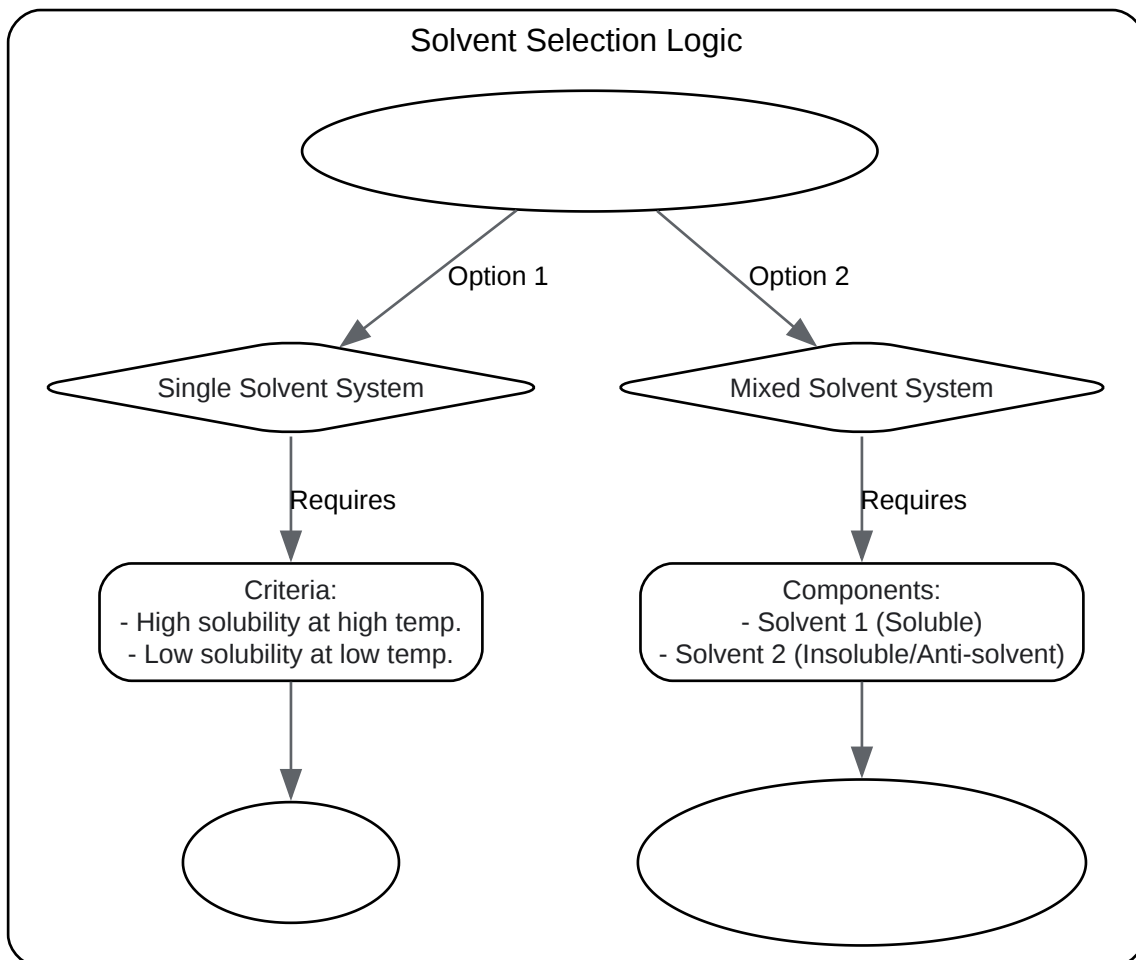 Solvent Selection Logic
Option 1
Option 2
Single Solvent System
Mixed Solvent System
Requires
Requires
Criteria:
- High solubility at high temp.
- Low solubility at low temp.
Components:
- Solvent 1 (Soluble)
- Solvent 2 (Insoluble/Anti-solvent)